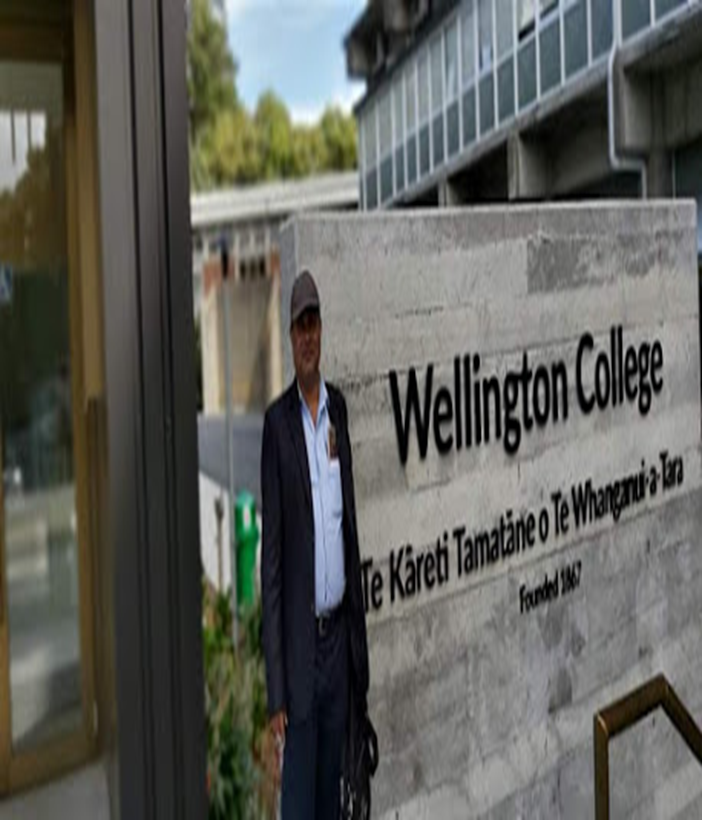 Wellington College
Te Kāreti Tamatāne o Te Whanganui-a-Tara
Founded 1867